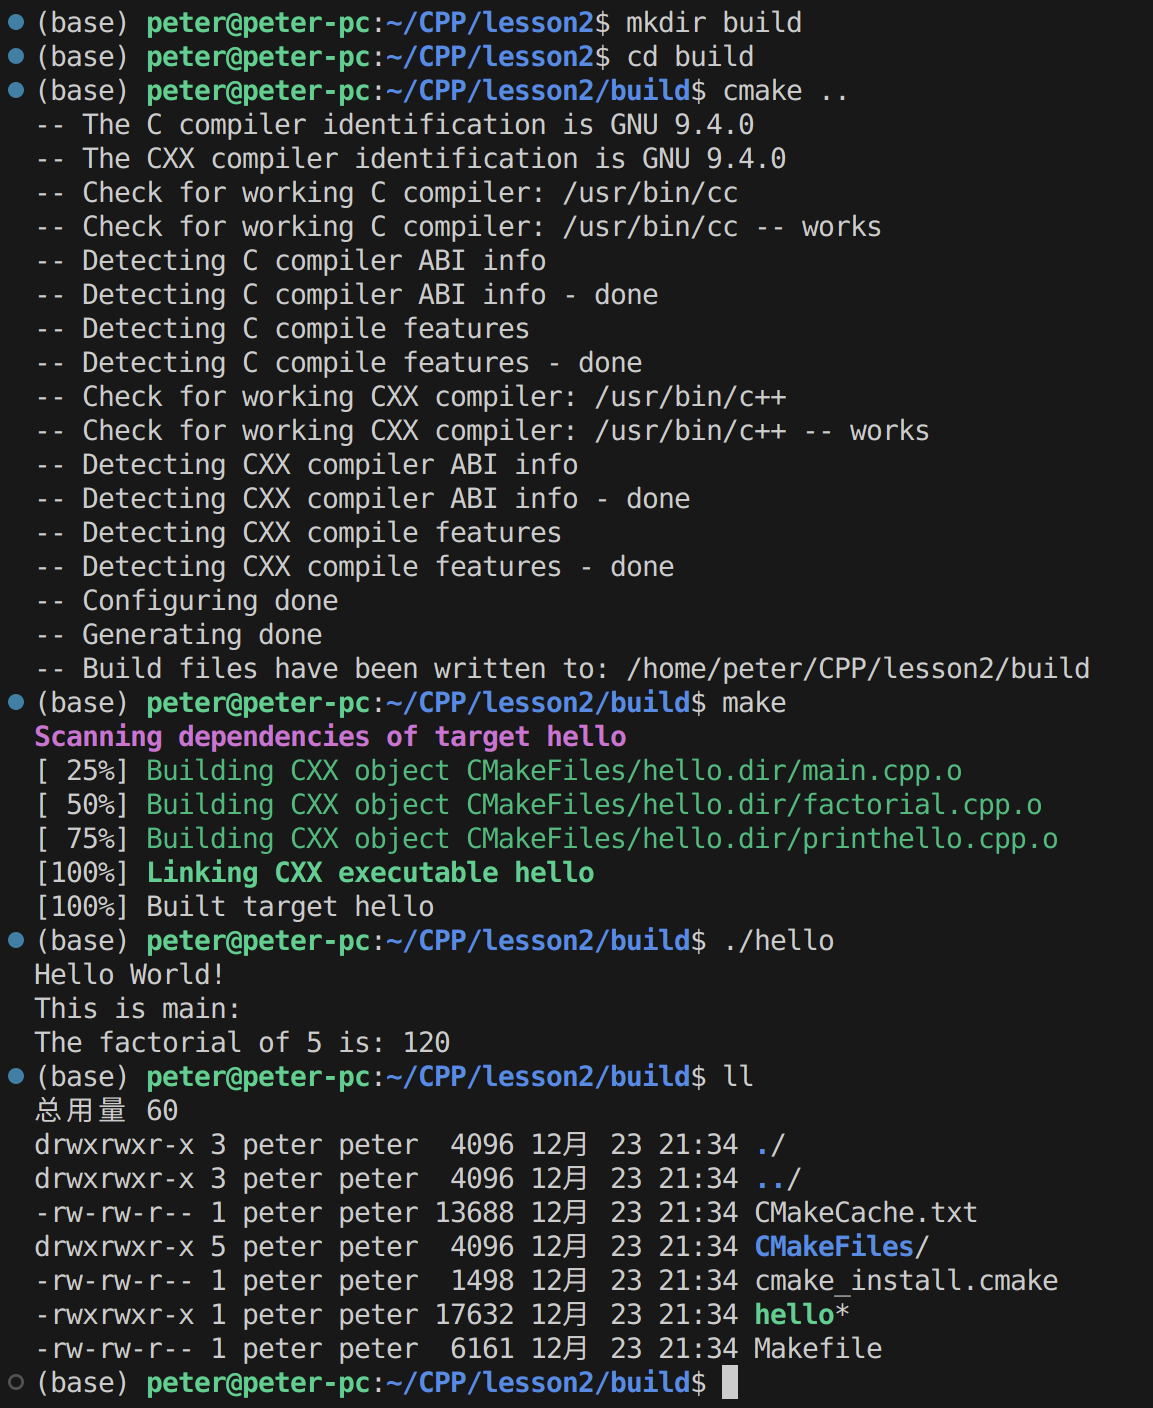 (base) peter@peter-pc:~/CPP/lesson2$ mkdir build
(base) peter@peter-pc:~/CPP/lesson2$ cd build
(base) peter@peter-pc:~/CPP/lesson2/build$ cmake ..
-- The C compiler identification is GNU 9.4.0
-- The CXX compiler identification is GNU 9.4.0
-- Check for working C compiler: /usr/bin/cc
-- Check for working C compiler: /usr/bin/cc -- works
-- Detecting C compiler ABI info
-- Detecting C compiler ABI info - done
-- Detecting C compile features
-- Detecting C compile features - done
-- Check for working CXX compiler: /usr/bin/c++
-- Check for working CXX compiler: /usr/bin/c++ -- works
-- Detecting CXX compiler ABI info
-- Detecting CXX compiler ABI info - done
-- Detecting CXX compile features
-- Detecting CXX compile features - done
-- Configuring done
-- Generating done
-- Build files have been written to: /home/peter/CPP/lesson2/build
(base) peter@peter-pc:~/CPP/lesson2/build$ make
Scanning dependencies of target hello
[ 25%] Building CXX object CMakeFiles/hello.dir/main.cpp.o
[ 50%] Building CXX object CMakeFiles/hello.dir/factorial.cpp.o
[ 75%] Building CXX object CMakeFiles/hello.dir/printhello.cpp.o
[100%] Linking CXX executable hello
[100%] Built target hello
(base) peter@peter-pc:~/CPP/lesson2/build$ ./hello
Hello World!
This is main:
The factorial of 5 is: 120
(base) peter@peter-pc:~/CPP/lesson2/build$ ll
总用量 60
drwxrwxr-x 3 peter peter  4096 12月  23 21:34 ./
drwxrwxr-x 3 peter peter  4096 12月  23 21:34 ../
-rw-rw-r-- 1 peter peter 13688 12月  23 21:34 CMakeCache.txt
drwxrwxr-x 5 peter peter  4096 12月  23 21:34 CMakeFiles/
-rw-rw-r-- 1 peter peter  1498 12月  23 21:34 cmake_install.cmake
-rwxrwxr-x 1 peter peter 17632 12月  23 21:34 hello*
-rw-rw-r-- 1 peter peter  6161 12月  23 21:34 Makefile
(base) peter@peter-pc:~/CPP/lesson2/build$